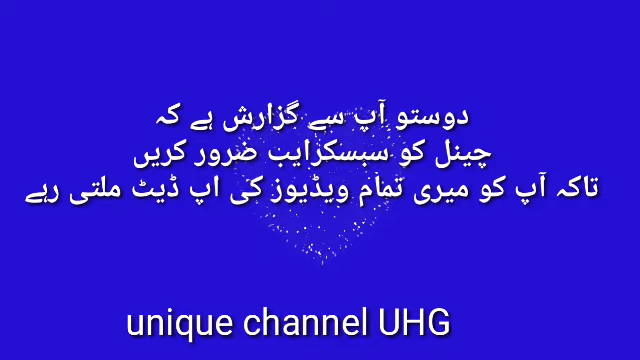 دوستو آپ سے گزارش ہے کہ
چینل کو سبسکرایب ضرور کریں
تاکہ آپ کو میری تمام ویڈیوز کی اپ ڈیٹ ملتی رہے
unique channel UHG